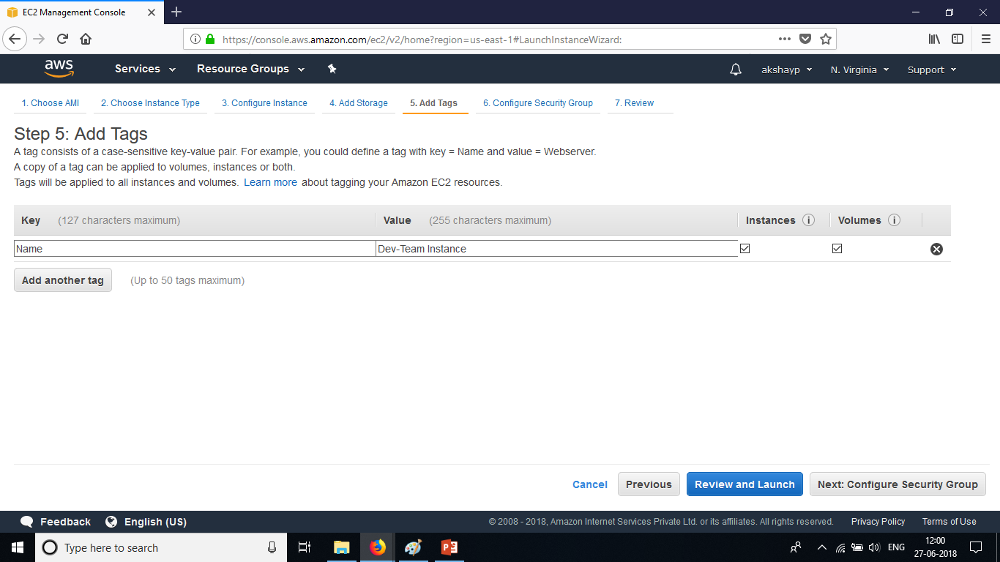 EC2 Management Console
https://console.aws.amazon.com/ec2/v2/home?region=us-east-1#LaunchInstanceWizard:
aws Services Resource Groups akshayp N. Virginia Support
1. Choose AMI 2. Choose Instance Type 3. Configure Instance 4. Add Storage 5. Add Tags 6. Configure Security Group 7. Review
Step 5: Add Tags
A tag consists of a case-sensitive key-value pair. For example, you could define a tag with key = Name and value = Webserver.
A copy of a tag can be applied to volumes, instances or both.
Tags will be applied to all instances and volumes. Learn more about tagging your Amazon EC2 resources.
Key (127 characters maximum) Value (255 characters maximum) Instances i Volumes i
Name Dev-Team Instance
Add another tag (Up to 50 tags maximum)
Cancel Previous Review and Launch Next: Configure Security Group
Feedback English (US) © 2008 - 2018, Amazon Internet Services Private Ltd. or its affiliates. All rights reserved. Privacy Policy Terms of Use
Type here to search ENG 12:00
27-06-2018